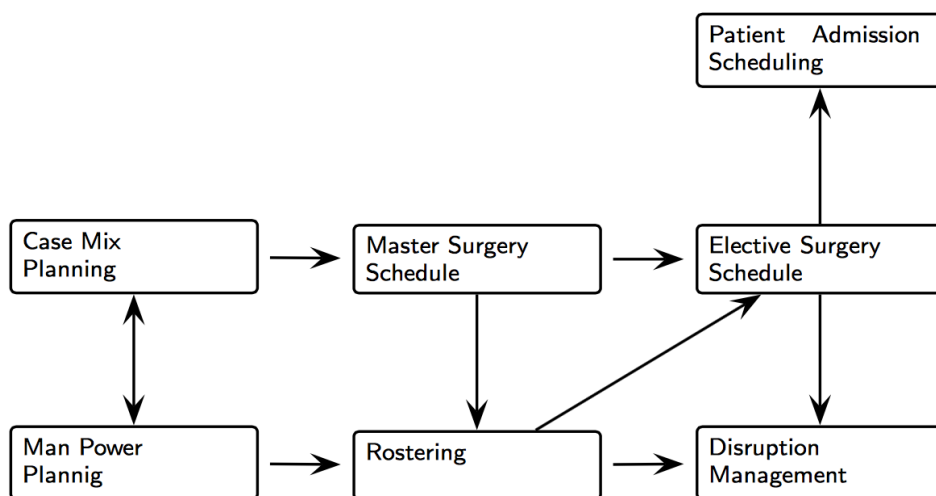 Patient Admission
Scheduling
Case Mix
Planning
Master Surgery
Schedule
Elective Surgery
Schedule
Man Power
Plannig
Rostering
Disruption
Management